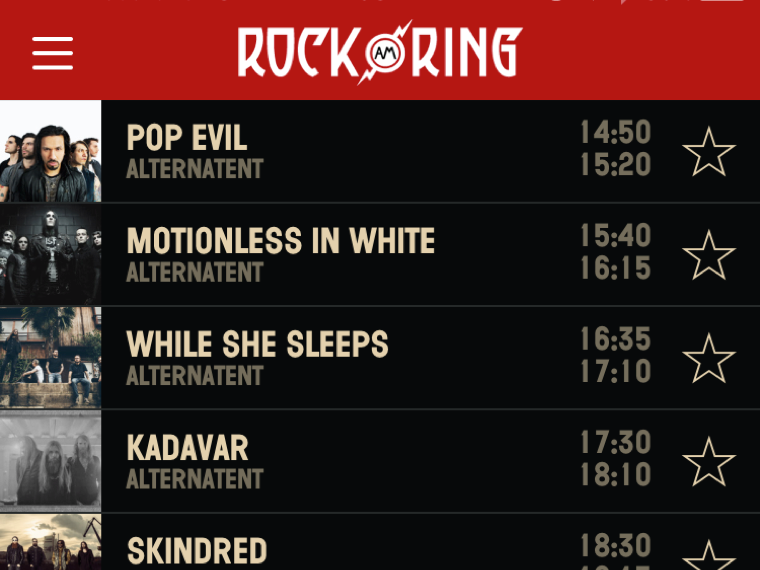 ROCK AM RING
POP EVIL
ALTERNATENT
14:50
15:20
MOTIONLESS IN WHITE
ALTERNATENT
15:40
16:15
WHILE SHE SLEEPS
ALTERNATENT
16:35
17:10
KADAVAR
ALTERNATENT
17:30
18:10
SKINDRED
18:30